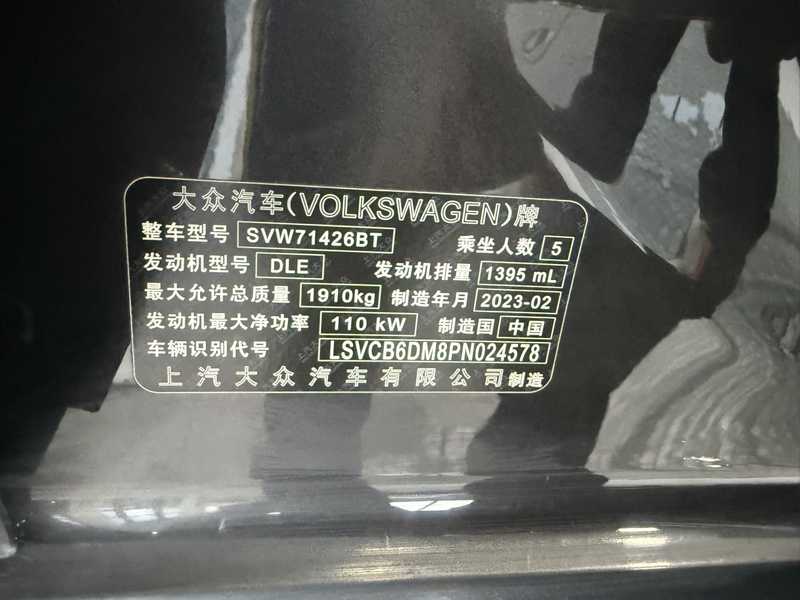 大众汽车(VOLKSWAGEN)牌
整车型号 SVW71426BT 乘坐人数 5
发动机型号 DLE 发动机排量 1395 mL
最大允许总质量 1910kg 制造年月 2023-02
发动机最大净功率 110 kW 制造国 中国
车辆识别代号 LSVCB6DM8PN024578
上汽大众汽车有限公司制造